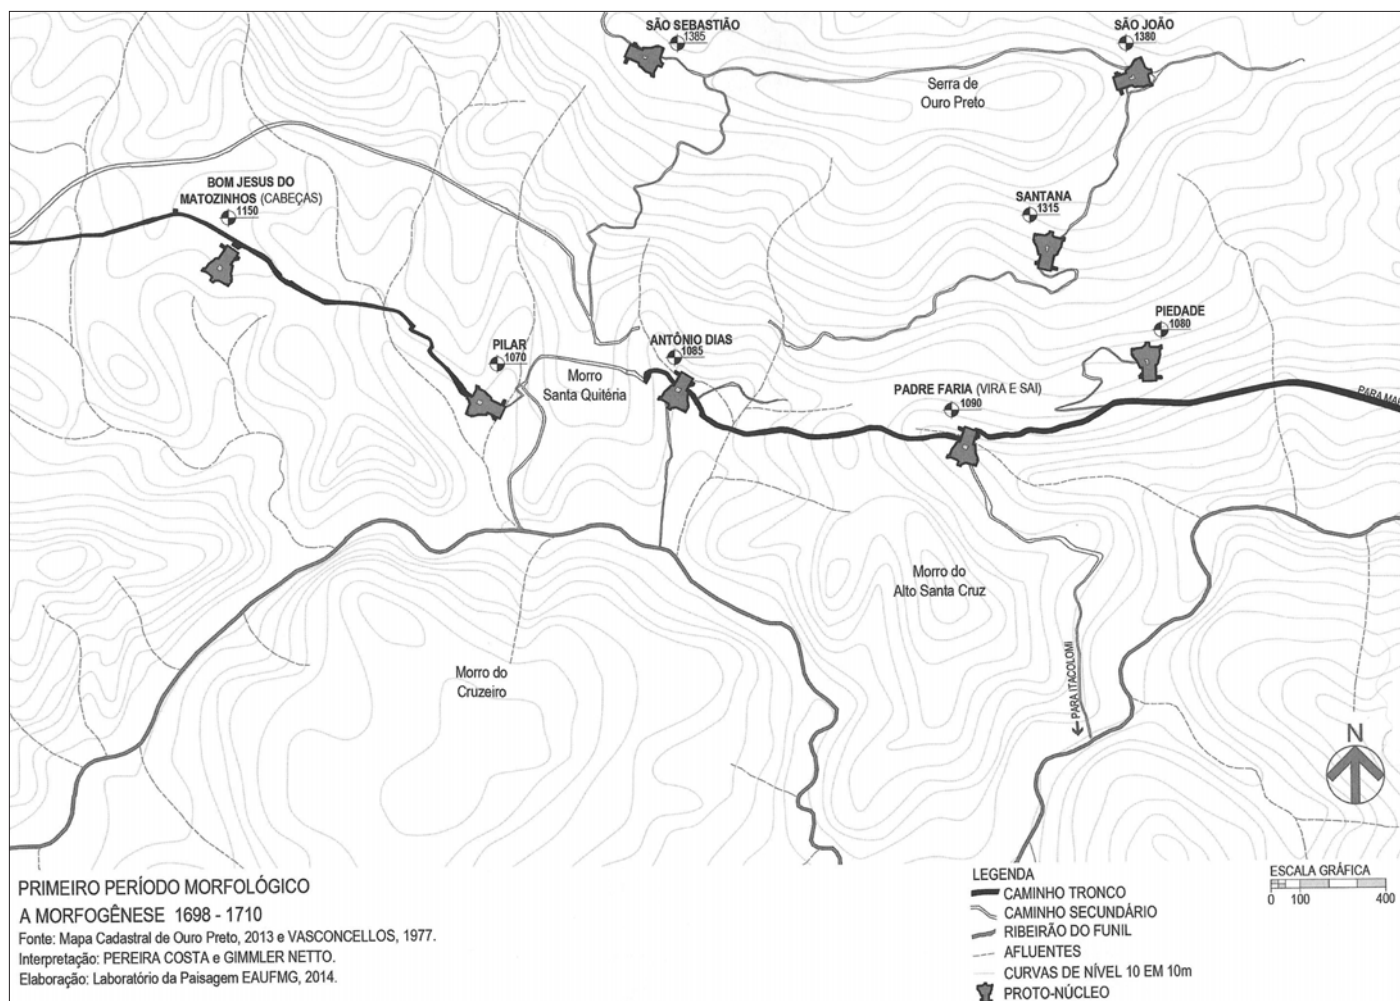 SÃO SEBASTIÃO
1385
SÃO JOÃO
1380
Serra de
Ouro Preto
BOM JESUS DO
MATOZINHOS (CABEÇAS)
1150
SANTANA
1315
PIEDADE
1080
PILAR
1070
ANTÔNIO DIAS
1085
Morro
Santa Quitéria
PADRE FARIA (VIRA E SAI)
1090
PARA MA
Morro do
Alto Santa Cruz
Morro do
Cruzeiro
PARA ITACOLOMI
N
PRIMEIRO PERÍODO MORFOLÓGICO
A MORFOGÊNESE 1698 - 1710
Fonte: Mapa Cadastral de Ouro Preto, 2013 e VASCONCELLOS, 1977.
Interpretação: PEREIRA COSTA e GIMMLER NETTO.
Elaboração: Laboratório da Paisagem EAUFMG, 2014.
LEGENDA
CAMINHO TRONCO
CAMINHO SECUNDÁRIO
RIBEIRÃO DO FUNIL
AFLUENTES
CURVAS DE NÍVEL 10 EM 10m
PROTO-NÚCLEO
ESCALA GRÁFICA
0 100 400